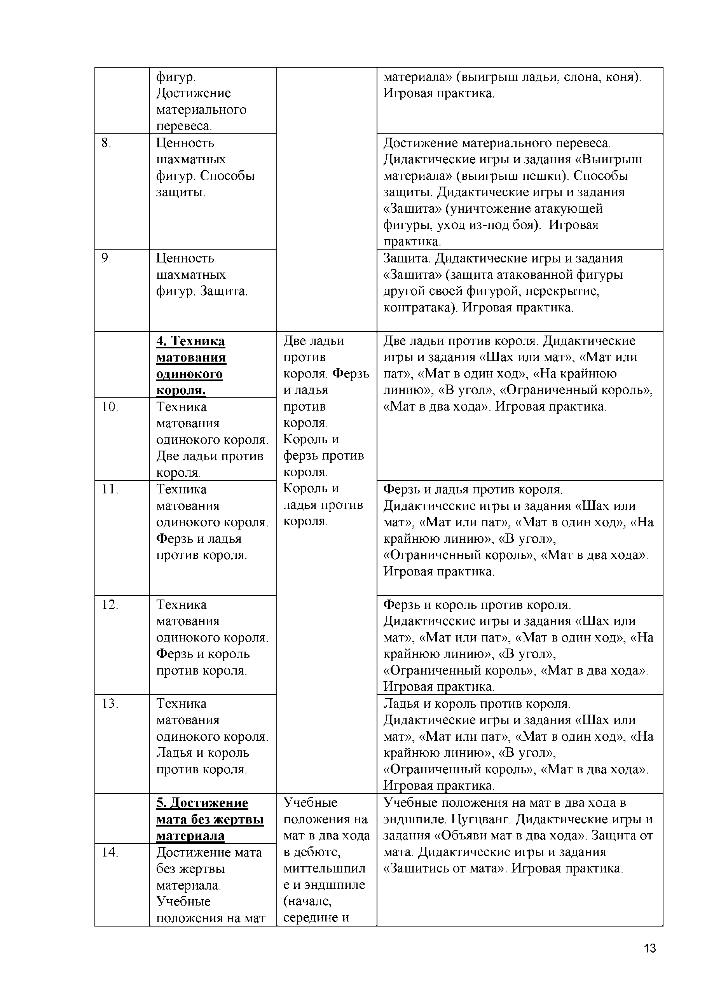 фигур.
Достижение
материального
перевеса.
материала» (выигрыш ладьи, слона, коня).
Игровая практика.
8.
Ценность
шахматных
фигур. Способы
защиты.
Достижение материального перевеса.
Дидактические игры и задания «Выигрыш
материала» (выигрыш пешки). Способы
защиты. Дидактические игры и задания
«Защита» (уничтожение атакующей
фигуры, уход из-под боя). Игровая
практика.
9.
Ценность
шахматных
фигур. Защита.
Защита. Дидактические игры и задания
«Защита» (защита атакованной фигуры
другой своей фигурой, перекрытие,
контратака). Игровая практика.
4. Техника
матования
одинокого
короля.
Две ладьи
против
короля. Ферзь
и ладья
против
короля.
Король и
ферзь против
короля.
Король и
ладья против
короля.
Две ладьи против короля. Дидактические
игры и задания «Шах или мат», «Мат или
пат», «Мат в один ход», «На крайнюю
линию», «В угол», «Ограниченный король»,
«Мат в два хода». Игровая практика.
10.
Техника
матования
одинокого короля.
Две ладьи против
короля.
11.
Техника
матования
одинокого короля.
Ферзь и ладья
против короля.
Ферзь и ладья против короля.
Дидактические игры и задания «Шах или
мат», «Мат или пат», «Мат в один ход», «На
крайнюю линию», «В угол»,
«Ограниченный король», «Мат в два хода».
Игровая практика.
12.
Техника
матования
одинокого короля.
Ферзь и король
против короля.
Ферзь и король против короля.
Дидактические игры и задания «Шах или
мат», «Мат или пат», «Мат в один ход», «На
крайнюю линию», «В угол»,
«Ограниченный король», «Мат в два хода».
Игровая практика.
13.
Техника
матования
одинокого короля.
Ладья и король
против короля.
Ладья и король против короля.
Дидактические игры и задания «Шах или
мат», «Мат или пат», «Мат в один ход», «На
крайнюю линию», «В угол»,
«Ограниченный король», «Мат в два хода».
Игровая практика.
5. Достижение
мата без жертвы
материала
Учебные
положения на
мат в два хода
в дебюте,
миттельшпил
е и эндшпиле
(начале,
середине и
Учебные положения на мат в два хода в
эндшпиле. Цугцванг. Дидактические игры и
задания «Объяви мат в два хода». Защита от
мата. Дидактические игры и задания
«Защитись от мата». Игровая практика.
14.
Достижение мата
без жертвы
материала.
Учебные
положения на мат
13